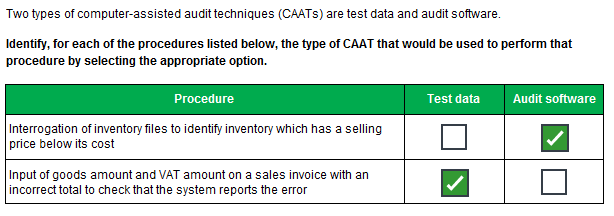 Two types of computer-assisted audit techniques (CAATs) are test data and audit software.
Identify, for each of the procedures listed below, the type of CAAT that would be used to perform that
procedure by selecting the appropriate option.
Procedure Test data Audit software
Interrogation of inventory files to identify inventory which has a selling
price below its cost
Input of goods amount and VAT amount on a sales invoice with an
incorrect total to check that the system reports the error